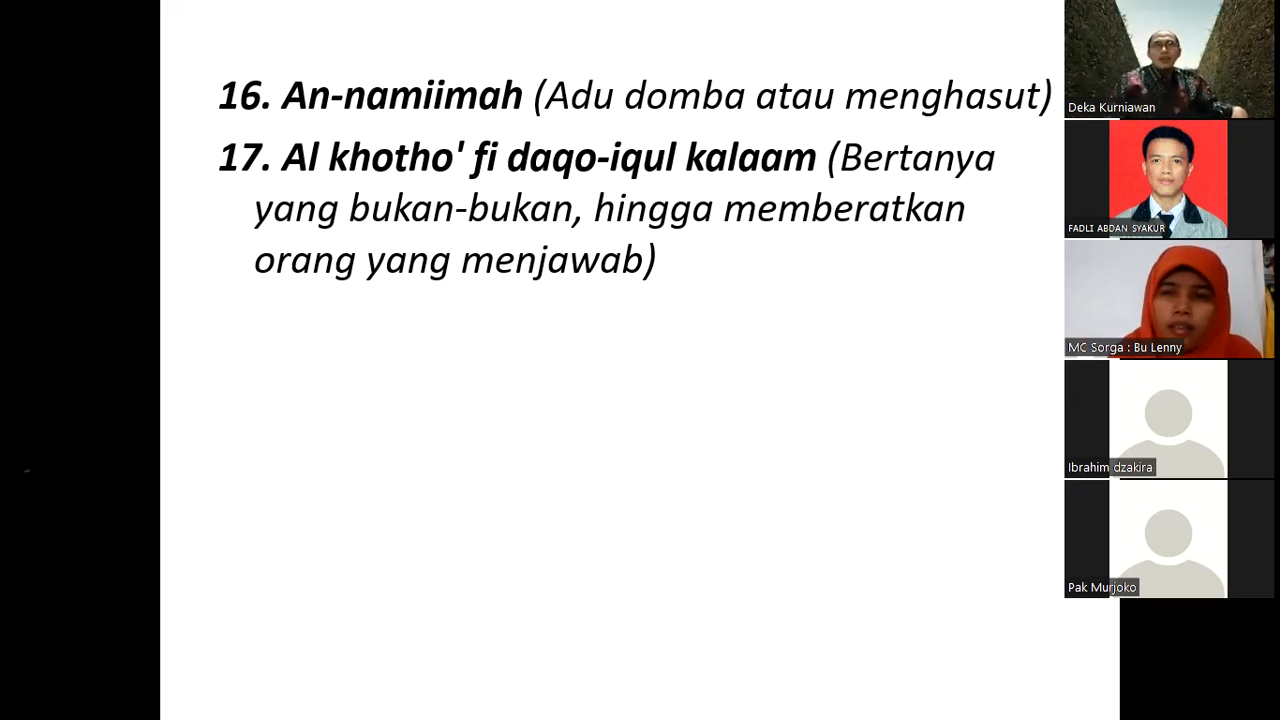 16. An-namiimah (Adu domba atau menghasut)
17. Al khotho' fi daqo-iqul kalaam (Bertanya
yang bukan-bukan, hingga memberatkan
orang yang menjawab)
Deka Kurniawan
FADLI ABDAN SYAKUR
MC Sorga : Bu Lenny
Ibrahim dzakira
Pak Murjoko